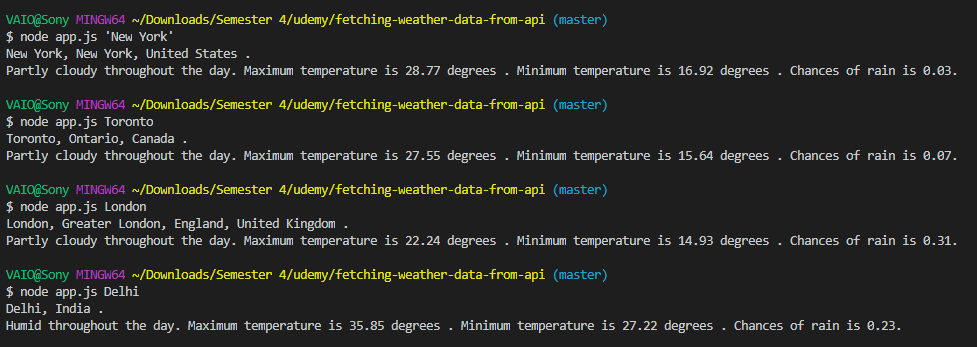 VAIO@Sony MINGW64 ~/Downloads/Semester 4/udemy/fetching-weather-data-from-api (master)
$ node app.js 'New York'
New York, New York, United States .
Partly cloudy throughout the day. Maximum temperature is 28.77 degrees . Minimum temperature is 16.92 degrees . Chances of rain is 0.03.
VAIO@Sony MINGW64 ~/Downloads/Semester 4/udemy/fetching-weather-data-from-api (master)
$ node app.js Toronto
Toronto, Ontario, Canada .
Partly cloudy throughout the day. Maximum temperature is 27.55 degrees . Minimum temperature is 15.64 degrees . Chances of rain is 0.07.
VAIO@Sony MINGW64 ~/Downloads/Semester 4/udemy/fetching-weather-data-from-api (master)
$ node app.js London
London, Greater London, England, United Kingdom .
Partly cloudy throughout the day. Maximum temperature is 22.24 degrees . Minimum temperature is 14.93 degrees . Chances of rain is 0.31.
VAIO@Sony MINGW64 ~/Downloads/Semester 4/udemy/fetching-weather-data-from-api (master)
$ node app.js Delhi
Delhi, India .
Humid throughout the day. Maximum temperature is 35.85 degrees . Minimum temperature is 27.22 degrees . Chances of rain is 0.23.